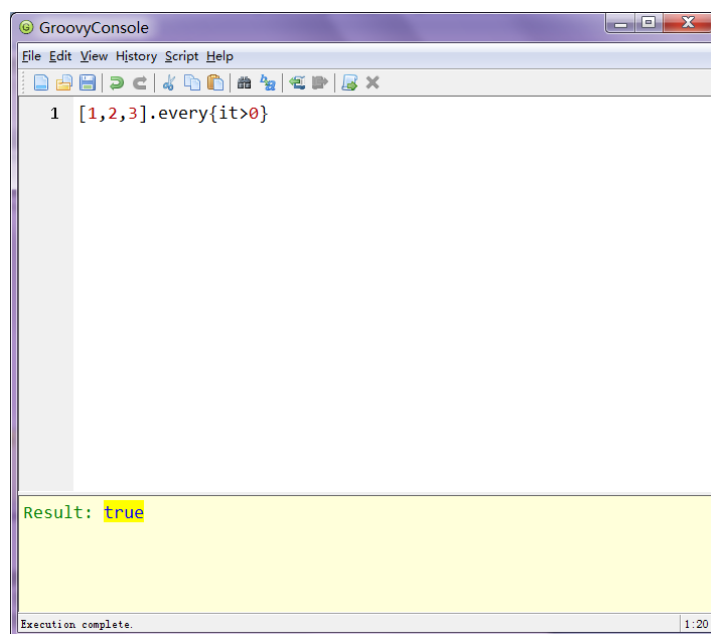 GroovyConsole
File Edit View History Script Help
1 [1,2,3].every{it>0}
Result: true
Execution complete. 1:20